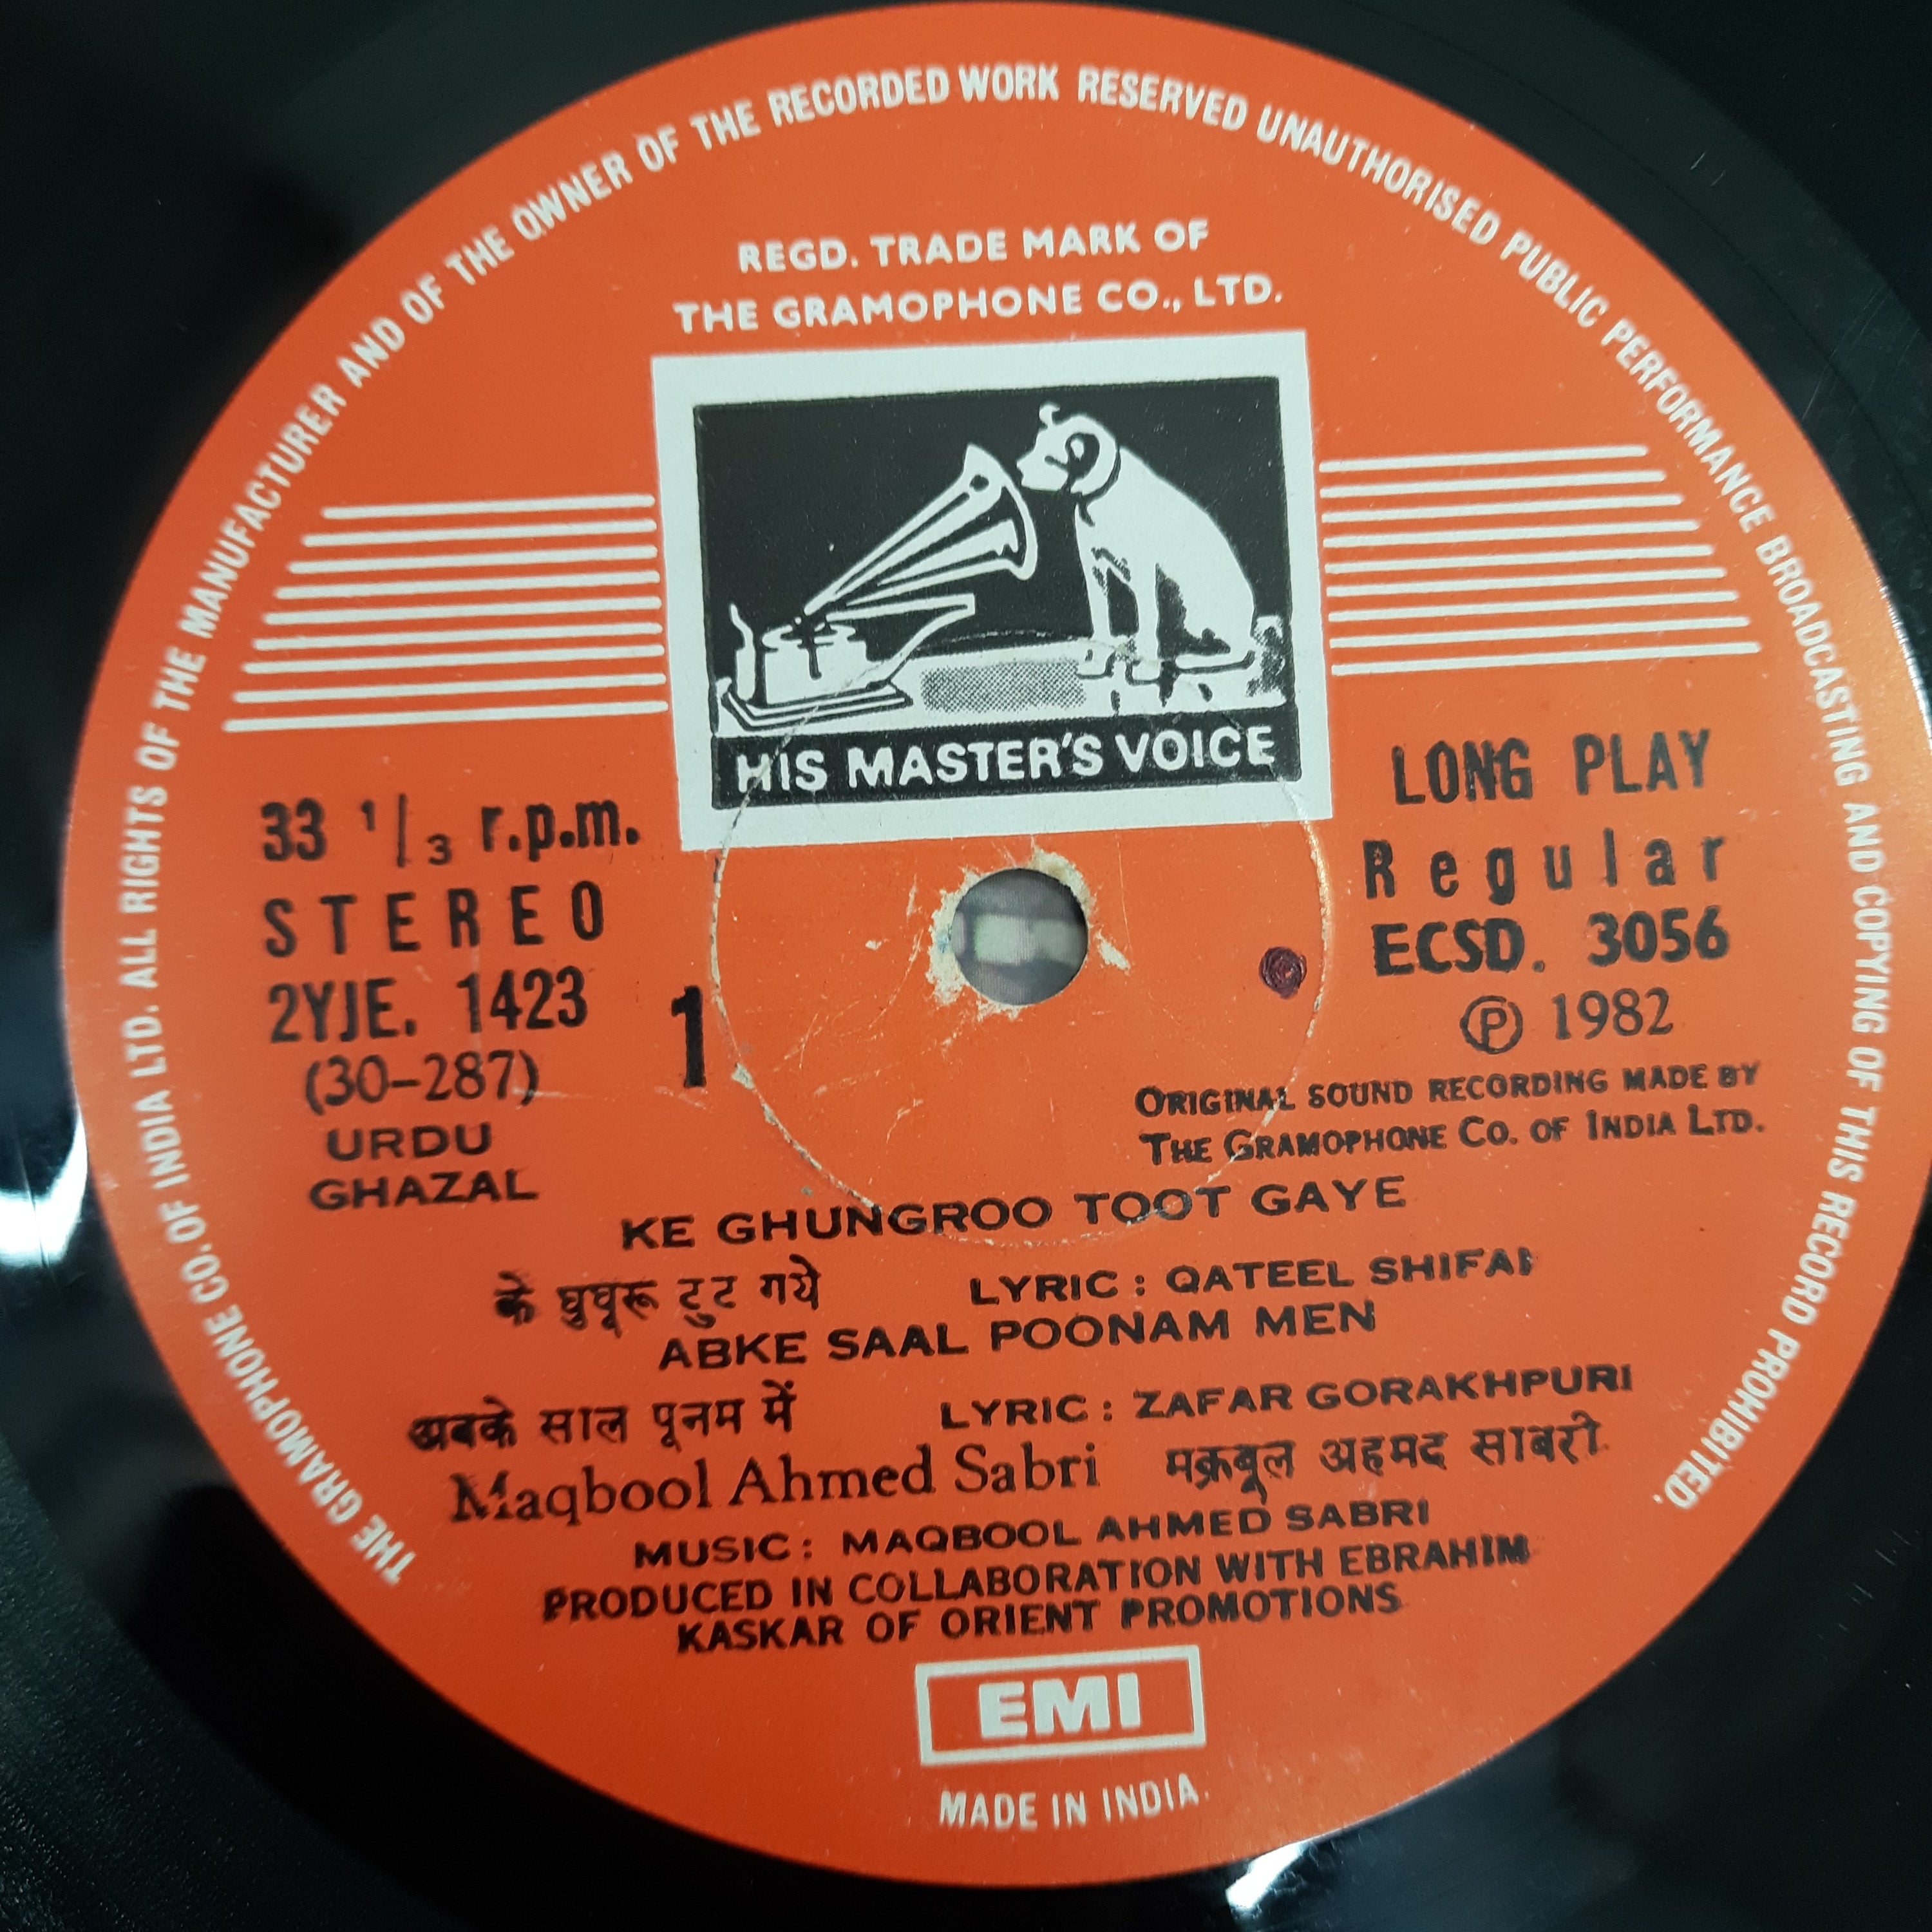 THE GRAMOPHONE CO. OF INDIA LTD. ALL RIGHTS OF THE MANUFACTURER AND OF THE OWNER OF THE RECORDED WORK RESERVED UNAUTHORISED PUBLIC PERFORMANCE BROADCASTING AND COPYING OF THIS RECORD PROHIBITED.
REGD. TRADE MARK OF
THE GRAMOPHONE CO., LTD.
HIS MASTER'S VOICE
33 1/3 r.p.m.
STEREO
2YJE. 1423
(30-287)
URDU
GHAZAL
1
LONG PLAY
Regular
ECSD. 3056
Ⓟ 1982
ORIGINAL SOUND RECORDING MADE BY
THE GRAMOPHONE CO. OF INDIA LTD.
KE GHUNGROO TOOT GAYE
के घुघूरू टुट गये LYRIC : QATEEL SHIFAI
ABKE SAAL POONAM MEN
अबके साल पूनम में LYRIC : ZAFAR GORAKHPURI
Maqbool Ahmed Sabri मक़बूल अहमद साबरी
MUSIC : MAQBOOL AHMED SABRI
PRODUCED IN COLLABORATION WITH EBRAHIM
KASKAR OF ORIENT PROMOTIONS
EMI
MADE IN INDIA.